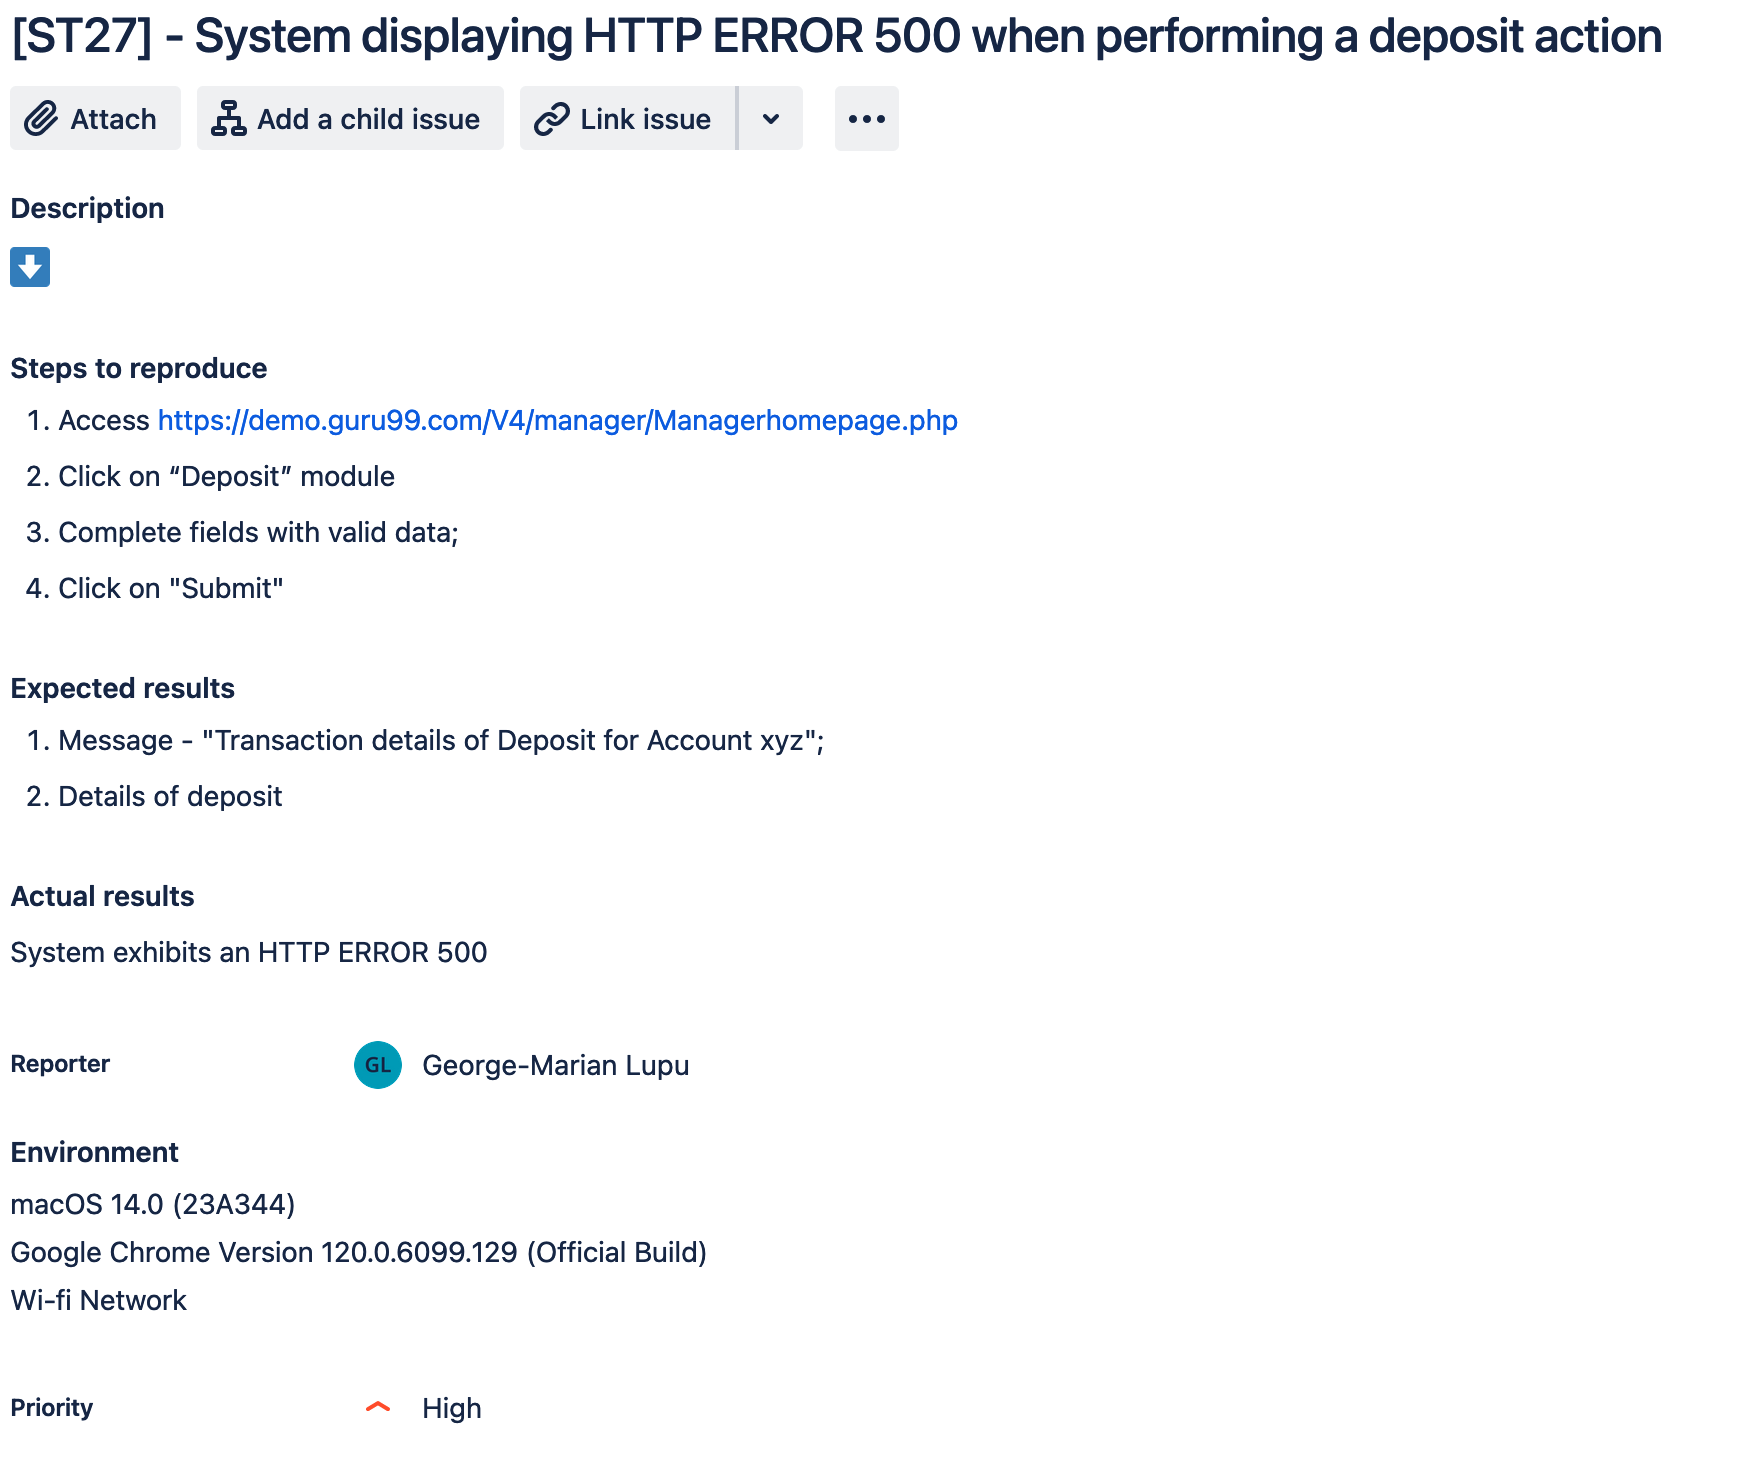 [ST27] - System displaying HTTP ERROR 500 when performing a deposit action
Attach
Add a child issue
Link issue
Description
Steps to reproduce
1. Access https://demo.guru99.com/V4/manager/Managerhomepage.php
2. Click on “Deposit” module
3. Complete fields with valid data;
4. Click on "Submit"
Expected results
1. Message - "Transaction details of Deposit for Account xyz";
2. Details of deposit
Actual results
System exhibits an HTTP ERROR 500
Reporter GL George-Marian Lupu
Environment
macOS 14.0 (23A344)
Google Chrome Version 120.0.6099.129 (Official Build)
Wi-fi Network
Priority High